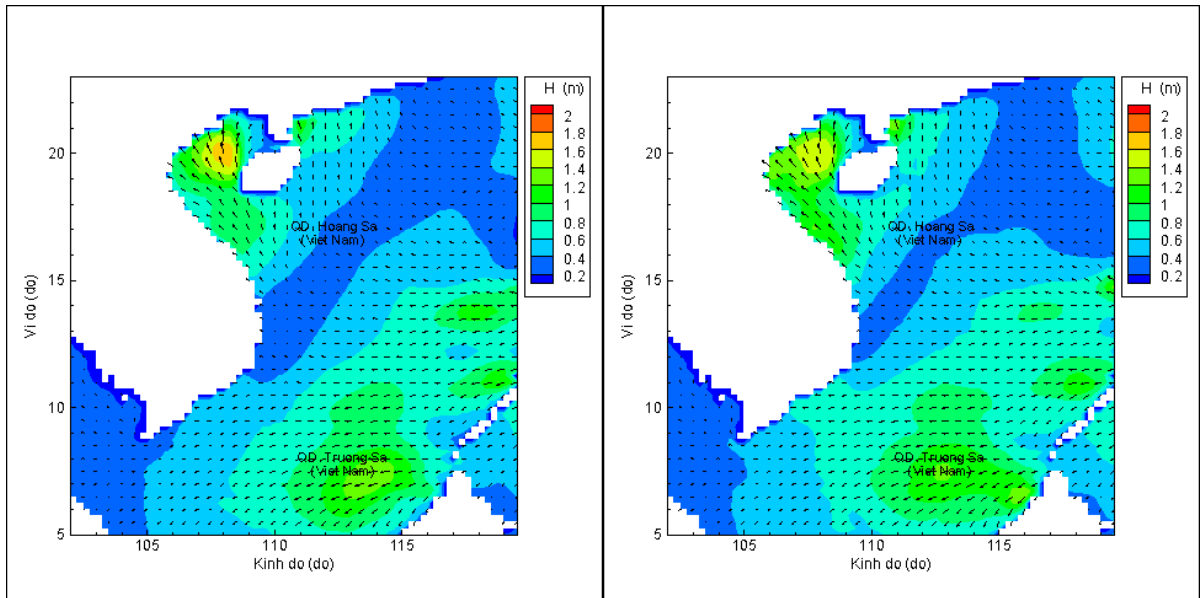 H (m)
2
1.8
1.6
1.4
1.2
1
0.8
0.6
0.4
0.2
20
15
10
5
Vi do (do)
QD. Hoang Sa
(Viet Nam)
QD. Truong Sa
(Viet Nam)
105
110
115
Kinh do (do)
H (m)
2
1.8
1.6
1.4
1.2
1
0.8
0.6
0.4
0.2
20
15
10
5
Vi do (do)
QD. Hoang Sa
(Viet Nam)
QD. Truong Sa
(Viet Nam)
105
110
115
Kinh do (do)